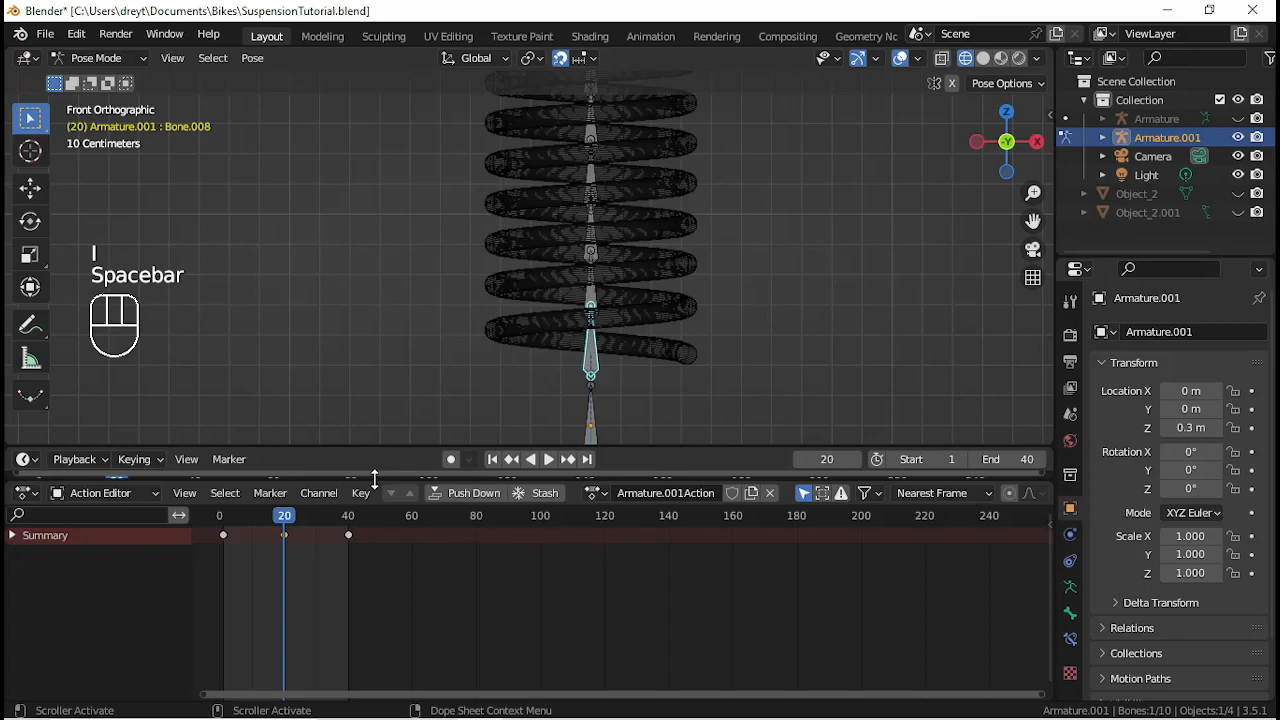 Blender* [C:\Users\dreyt\Documents\Bikes\SuspensionTutorial.blend]
File Edit Render Window Help Layout Modeling Sculpting UV Editing Texture Paint Shading Animation Rendering Compositing Geometry Nc Scene ViewLayer
Pose Mode View Select Pose Global
X Pose Options
Front Orthographic
(20) Armature.001 : Bone.008
10 Centimeters
Z
X
-Y
I
Spacebar
Scene Collection
Collection
Armature
Armature.001
Camera
Light
Object_2
Object_2.001
Armature.001
Armature.001
Transform
Location X 0 m
Y 0 m
Z 0.3 m
Rotation X 0°
Y 0°
Z 0°
Mode XYZ Euler
Scale X 1.000
Y 1.000
Z 1.000
Delta Transform
Relations
Collections
Motion Paths
Playback Keying View Marker 20 Start 1 End 40
Action Editor View Select Marker Channel Key Push Down Stash Armature.001Action Nearest Frame
0 20 40 60 80 100 120 140 160 180 200 220 240
Summary
Scroller Activate Scroller Activate Dope Sheet Context Menu Armature.001 | Bones:1/10 | Objects:1/4 | 3.5.1